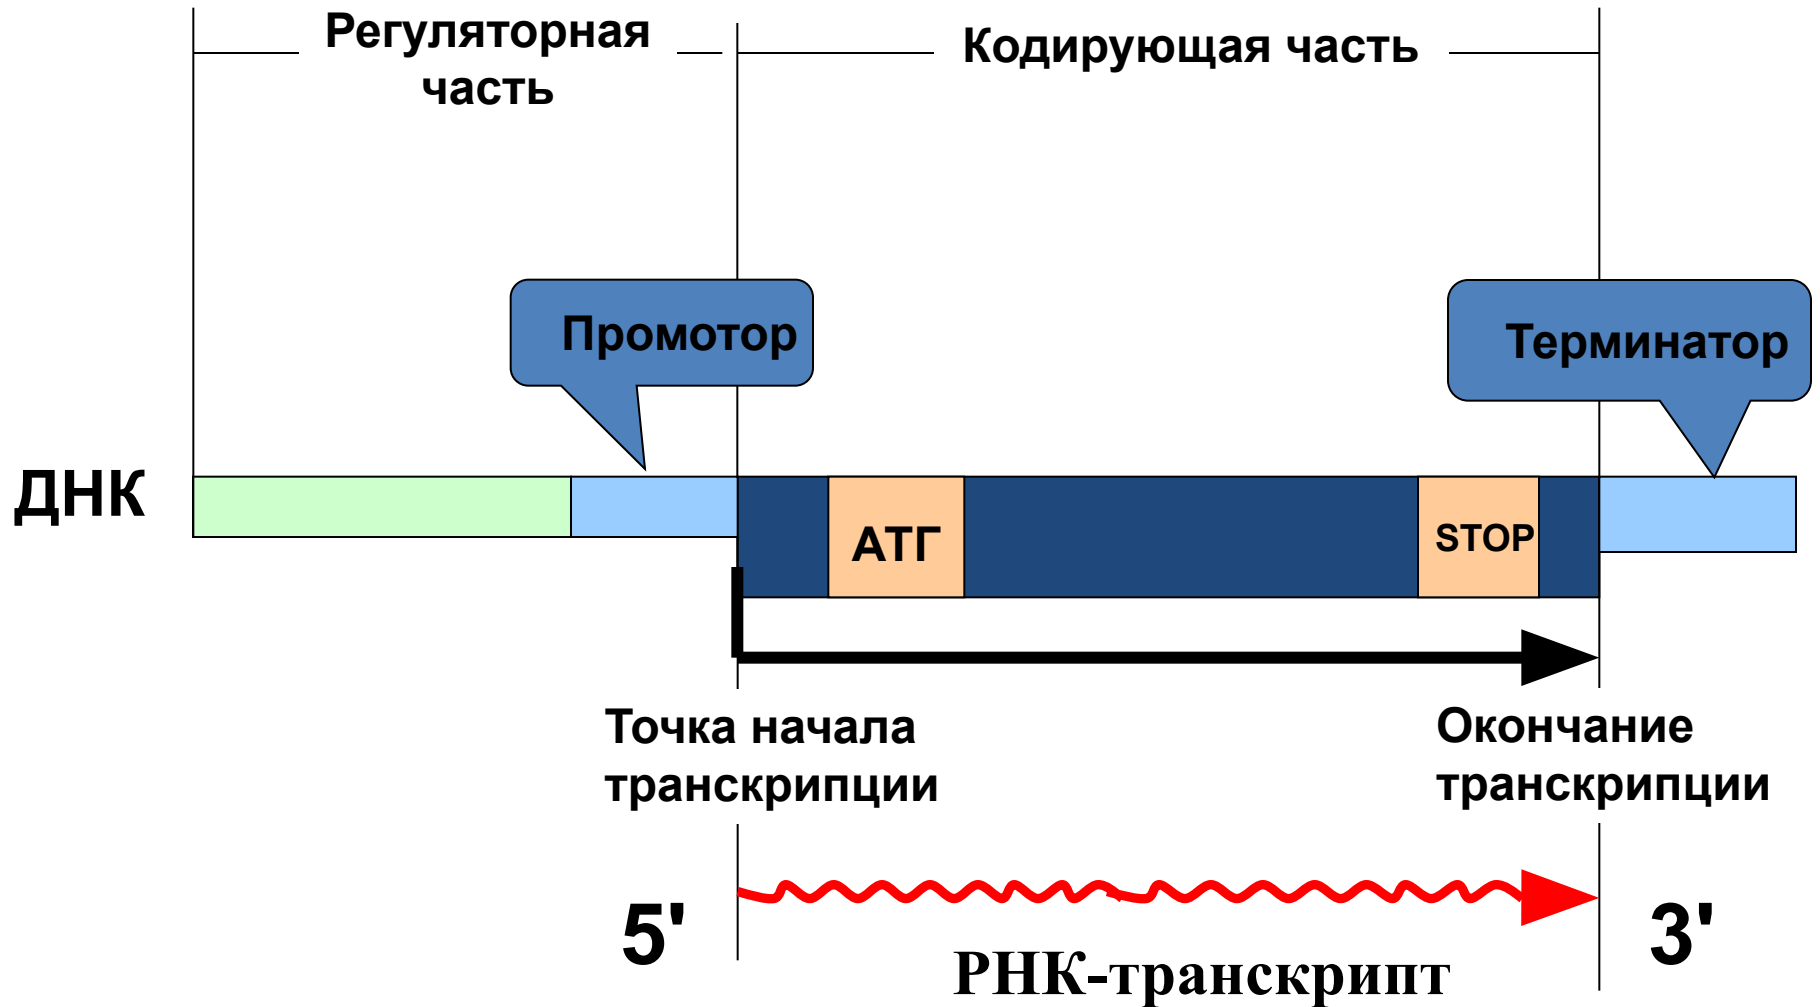 Регуляторная
часть
Кодирующая часть
Промотор
Терминатор
ДНК
АТГ
STOP
Точка начала
транскрипции
Окончание
транскрипции
5'
3'
РНК-транскрипт